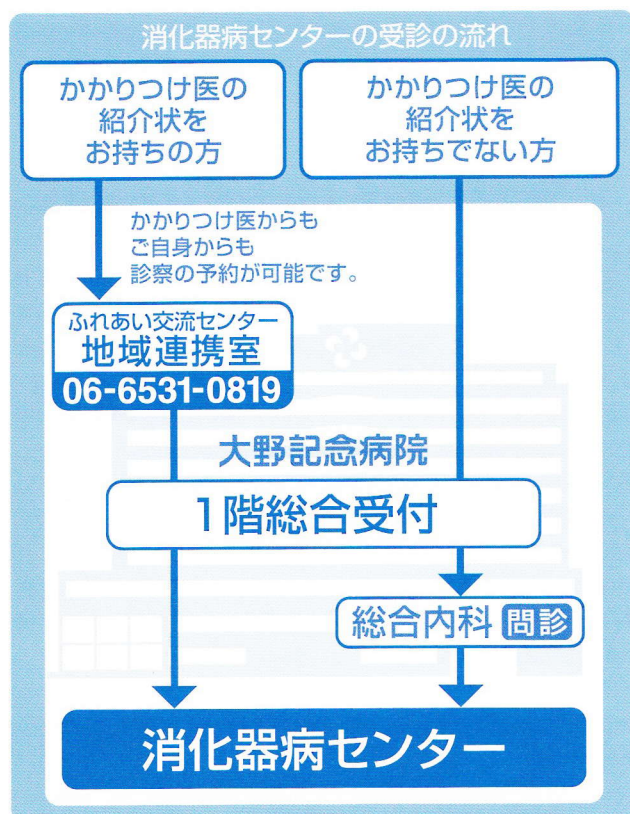 消化器病センターの受診の流れ
かかりつけ医の
紹介状を
お持ちの方
かかりつけ医の
紹介状を
お持ちでない方
かかりつけ医からも
ご自身からも
診察の予約が可能です。
ふれあい交流センター
地域連携室
06-6531-0819
大野記念病院
1階総合受付
総合内科 問診
消化器病センター